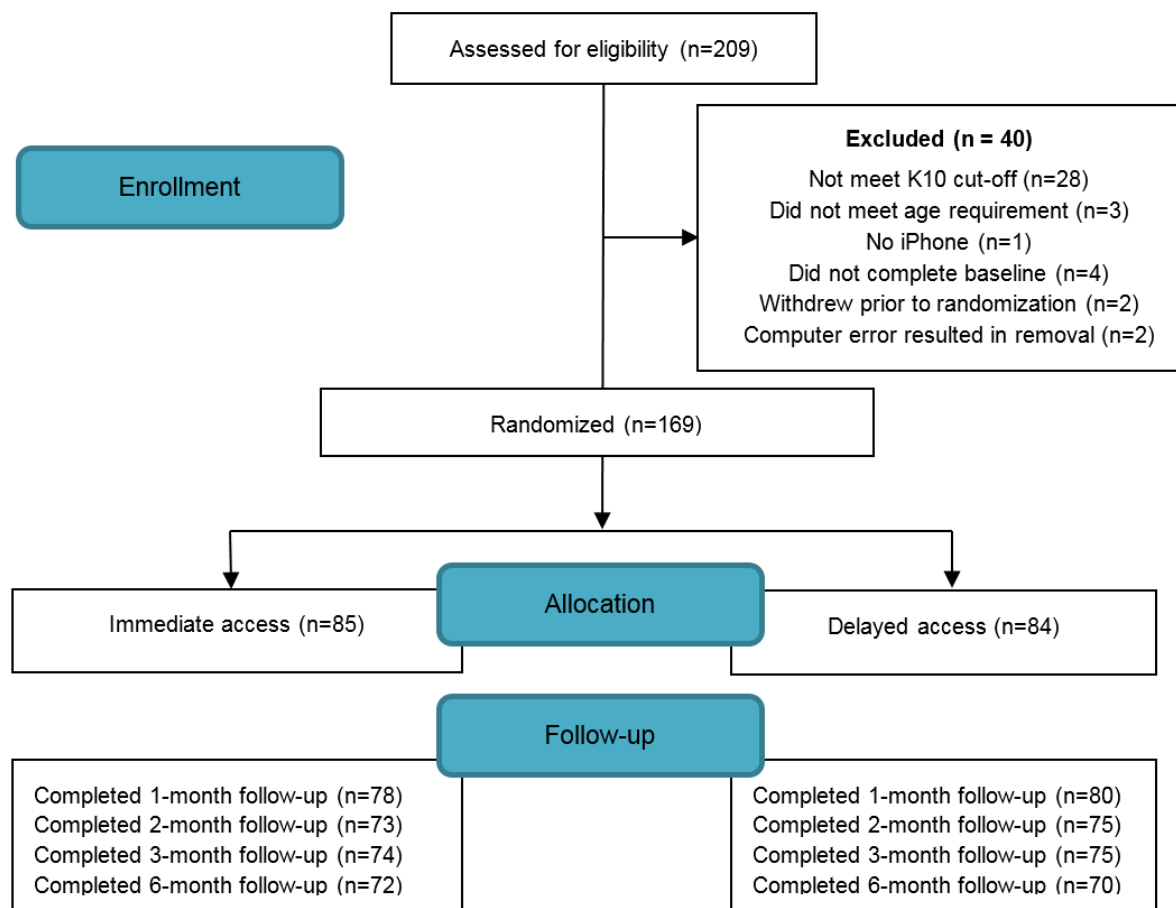 Assessed for eligibility (n=209)
Excluded (n = 40)
Not meet K10 cut-off (n=28)
Did not meet age requirement (n=3)
No iPhone (n=1)
Did not complete baseline (n=4)
Withdrew prior to randomization (n=2)
Computer error resulted in removal (n=2)
Enrollment
Randomized (n=169)
Allocation
Immediate access (n=85)
Delayed access (n=84)
Follow-up
Completed 1-month follow-up (n=78)
Completed 2-month follow-up (n=73)
Completed 3-month follow-up (n=74)
Completed 6-month follow-up (n=72)
Completed 1-month follow-up (n=80)
Completed 2-month follow-up (n=75)
Completed 3-month follow-up (n=75)
Completed 6-month follow-up (n=70)